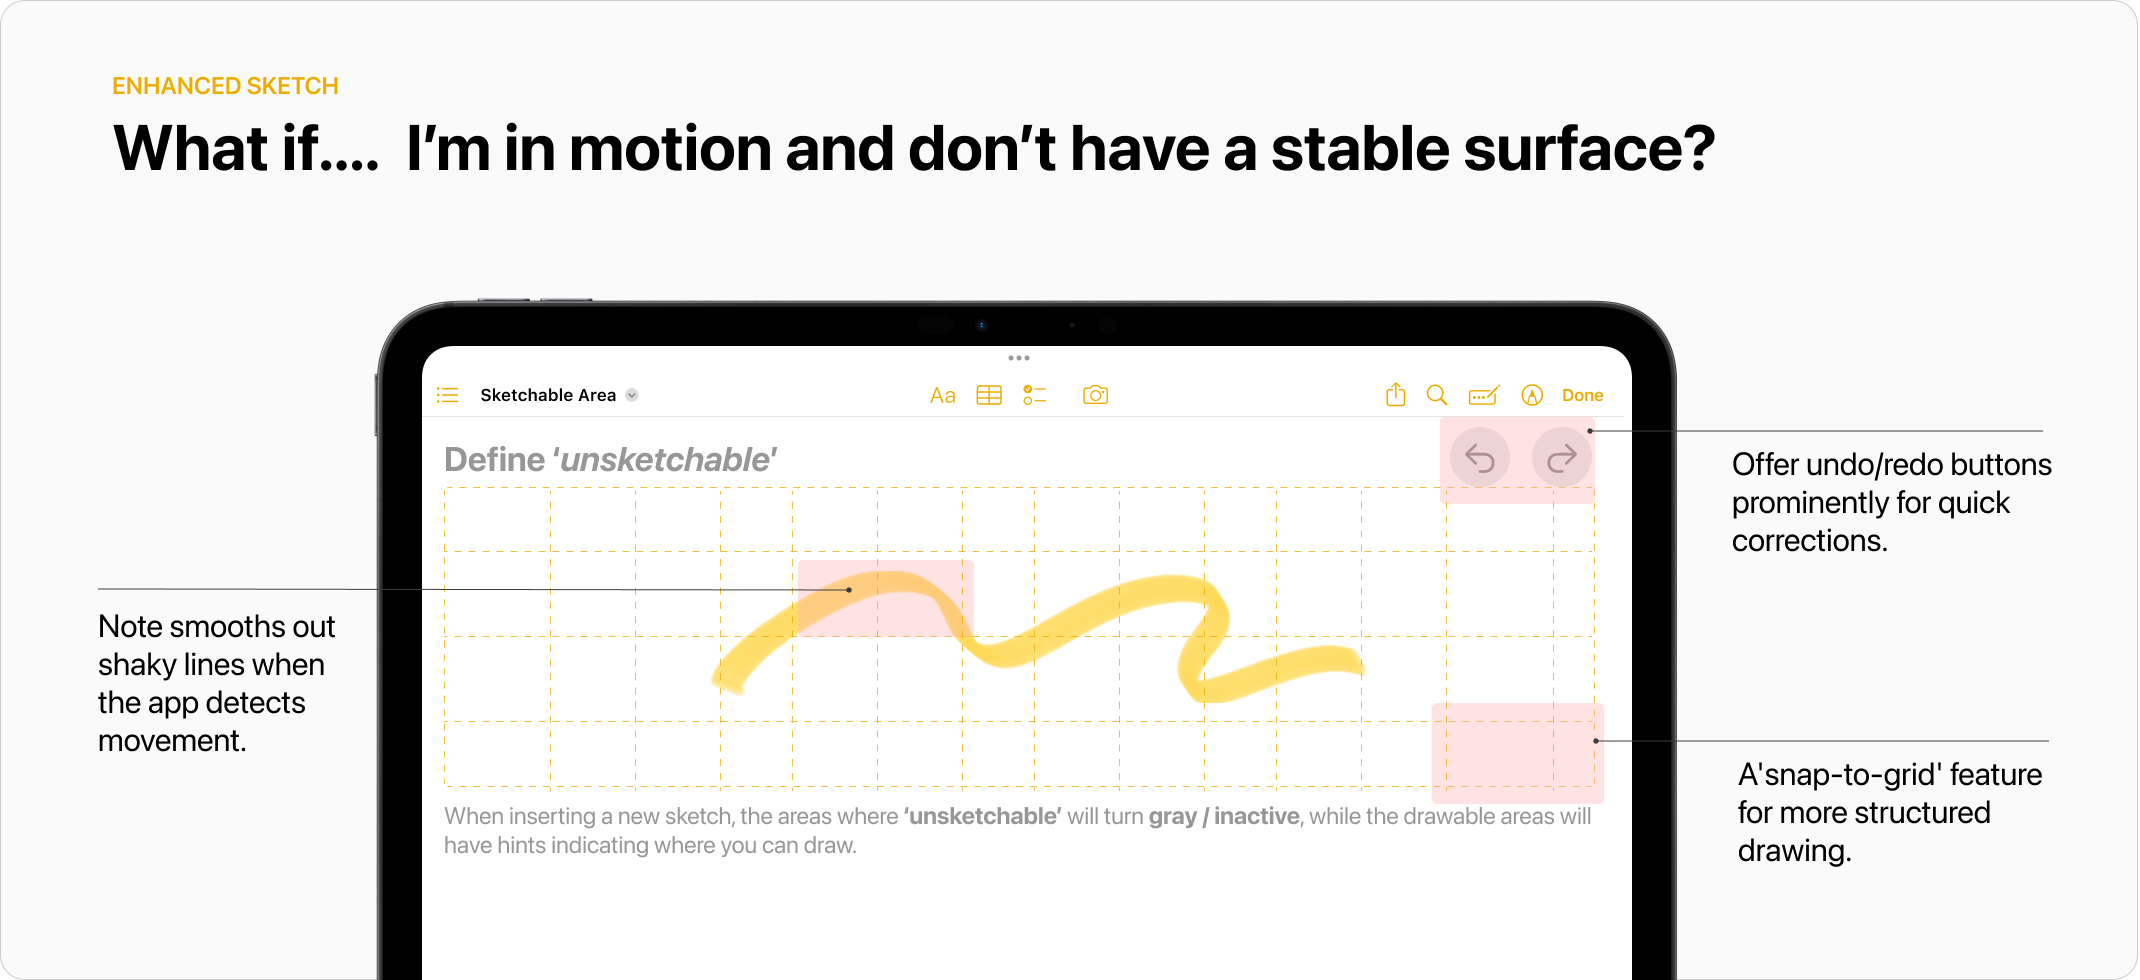 ENHANCED SKETCH
What if.... I’m in motion and don’t have a stable surface?
Sketchable Area
Aa
Done
Define ‘unsketchable’
Offer undo/redo buttons
prominently for quick
corrections.
Note smooths out
shaky lines when
the app detects
movement.
A'snap-to-grid' feature
for more structured
drawing.
When inserting a new sketch, the areas where ‘unsketchable’ will turn gray / inactive, while the drawable areas will
have hints indicating where you can draw.